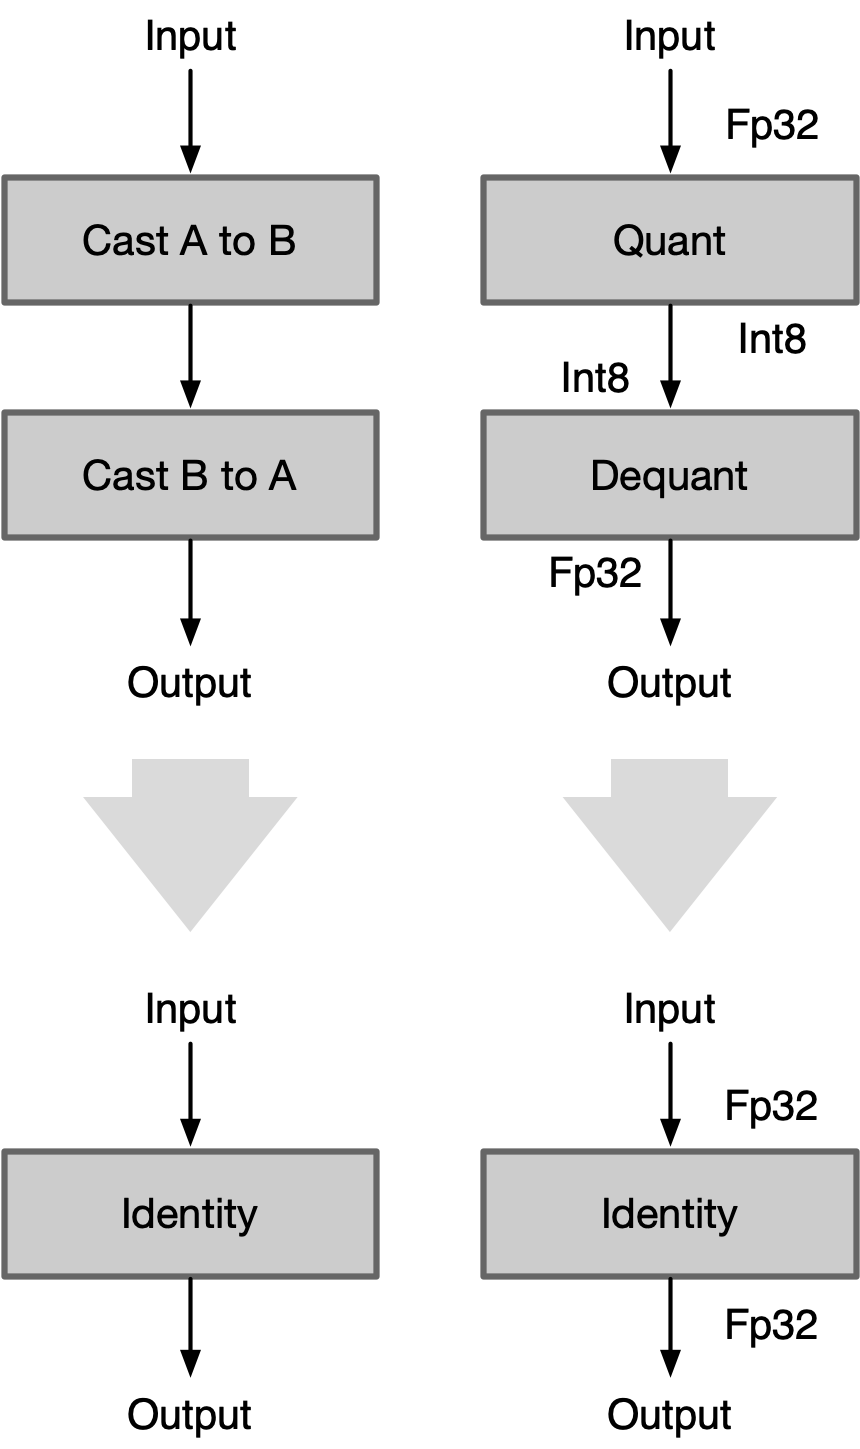 Input
Cast A to B
Cast B to A
Output
Input
Fp32
Quant
Int8
Int8
Dequant
Fp32
Output
Input
Identity
Output
Input
Fp32
Identity
Fp32
Output